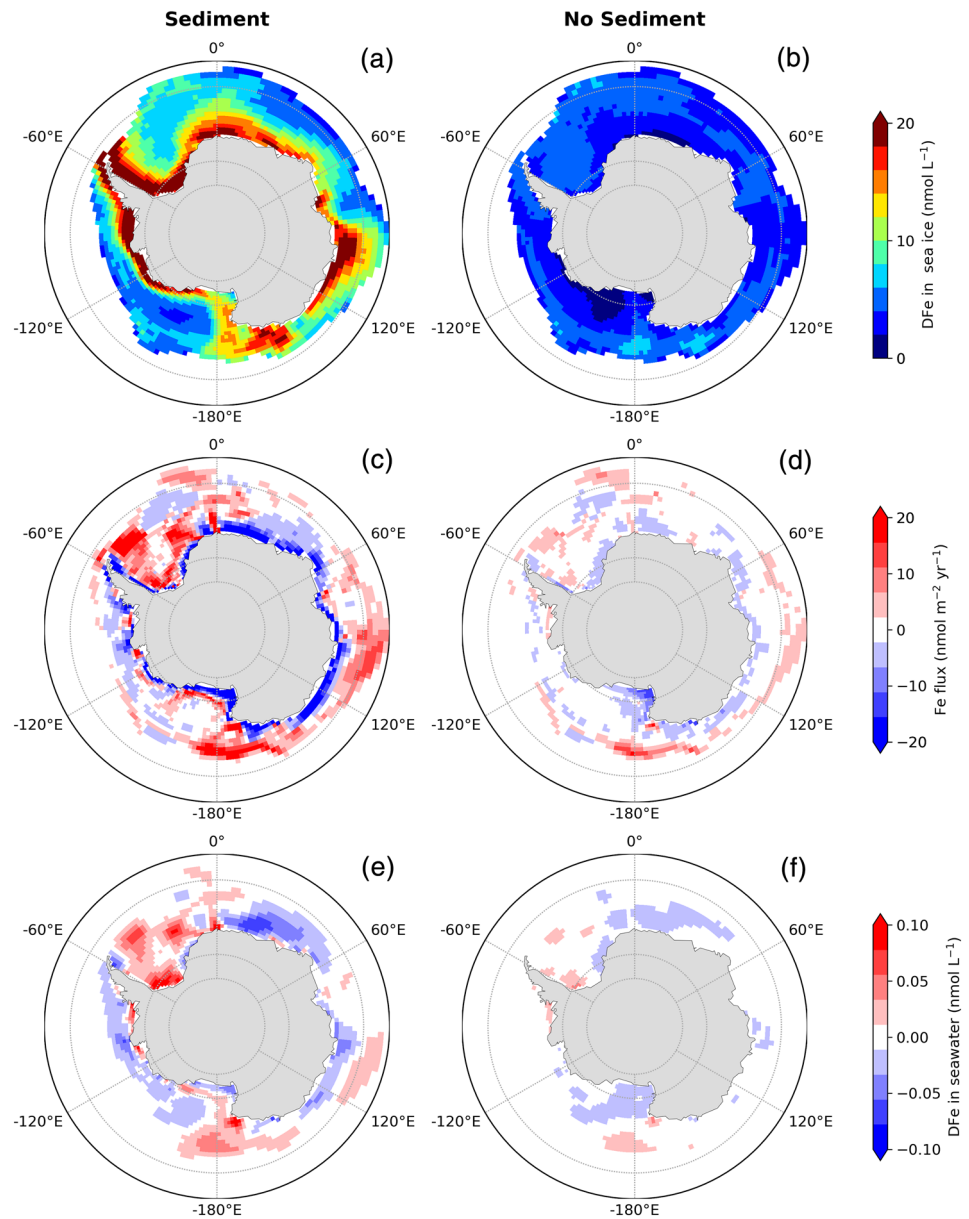 Sediment
No Sediment
0°
(a)
0°
(b)
-60°E
60°E
-60°E
60°E
20
10
0
DFe in sea ice (nmol L⁻¹)
-120°E
120°E
-120°E
120°E
-180°E
-180°E
0°
(c)
0°
(d)
-60°E
60°E
-60°E
60°E
20
10
0
−10
−20
Fe flux (nmol m⁻² yr⁻¹)
-120°E
120°E
-120°E
120°E
-180°E
-180°E
0°
(e)
0°
(f)
-60°E
60°E
-60°E
60°E
0.10
0.05
0.00
−0.05
−0.10
DFe in seawater (nmol L⁻¹)
-120°E
120°E
-120°E
120°E
-180°E
-180°E